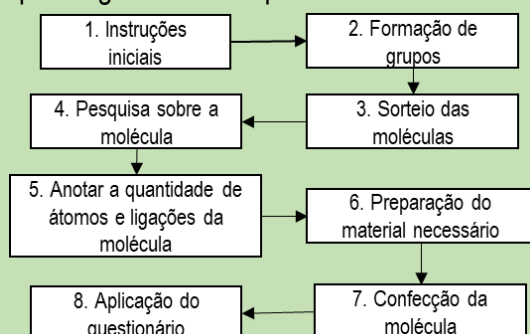 1. Instruções
iniciais
2. Formação de
grupos
3. Sorteio das
moléculas
4. Pesquisa sobre a
molécula
5. Anotar a quantidade de
átomos e ligações da
molécula
6. Preparação do
material necessário
7. Confecção da
molécula
8. Aplicação do
questionário